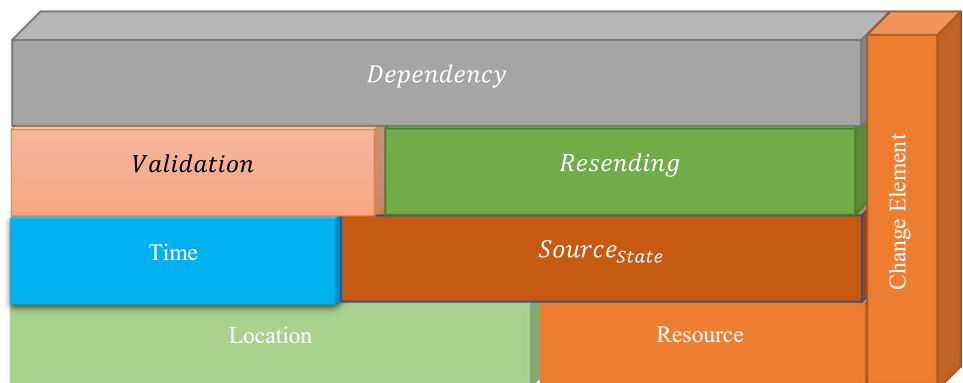 Dependency
Validation
Resending
Time
Source_State
Location
Resource
Change Element